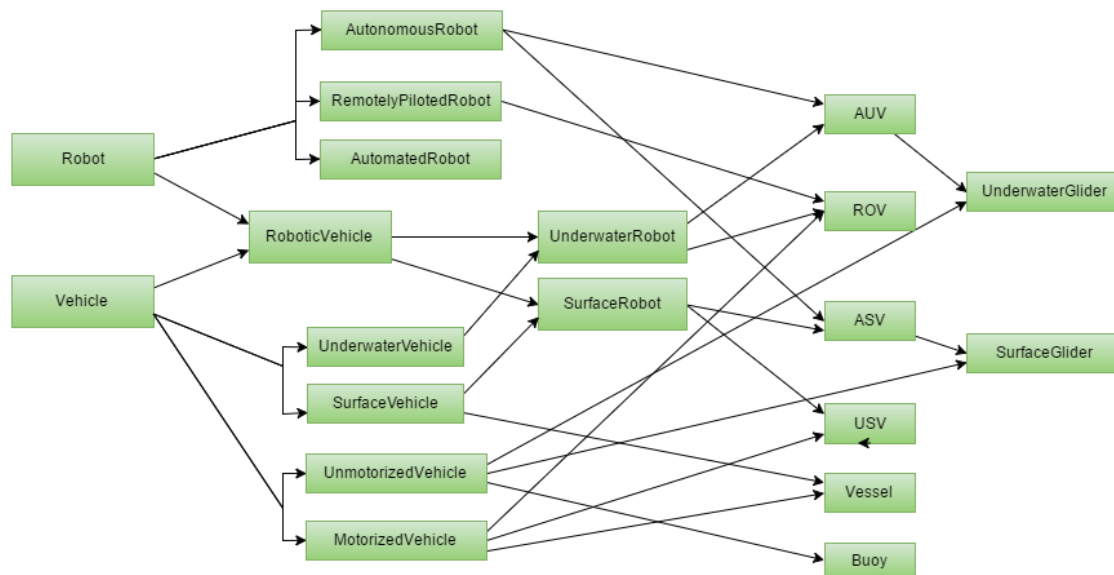 AutonomousRobot
RemotelyPilotedRobot
AUV
Robot
AutomatedRobot
UnderwaterGlider
RoboticVehicle
UnderwaterRobot
ROV
Vehicle
SurfaceRobot
ASV
UnderwaterVehicle
SurfaceGlider
SurfaceVehicle
USV
UnmotorizedVehicle
Vessel
MotorizedVehicle
Buoy